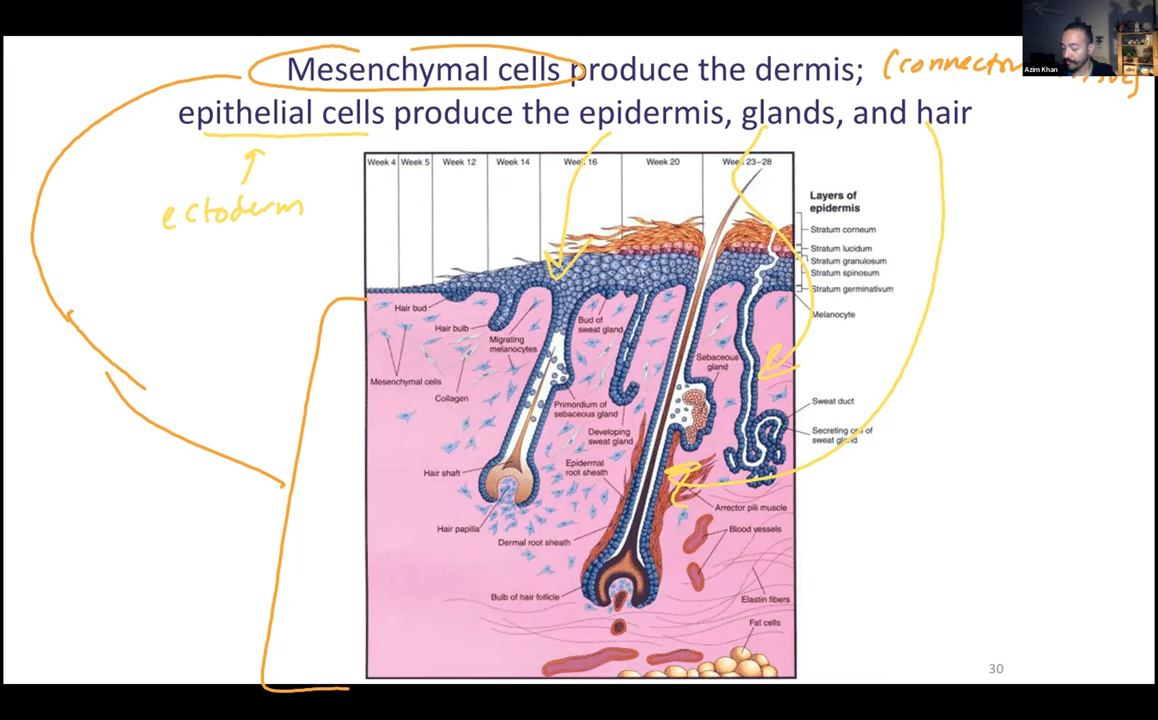 Azim Khan
Mesenchymal cells produce the dermis;
(connective
epithelial cells produce the epidermis, glands, and hair
ectoderm
Week 4 Week 5 Week 12 Week 14 Week 16 Week 20 Week 23–28
Layers of
epidermis
Stratum corneum
Stratum lucidum
Stratum granulosum
Stratum spinosum
Stratum germinativum
Melanocyte
Hair bud
Hair bulb
Migrating
melanocytes
Bud of
sweat gland
Sebaceous
gland
Mesenchymal cells
Collagen
Primordium of
sebaceous gland
Developing
sweat gland
Sweat duct
Secreting cells of
sweat gland
Hair shaft
Epidermal
root sheath
Arrector pili muscle
Hair papilla
Blood vessels
Dermal root sheath
Bulb of hair follicle
Elastin fibers
Fat cells
30